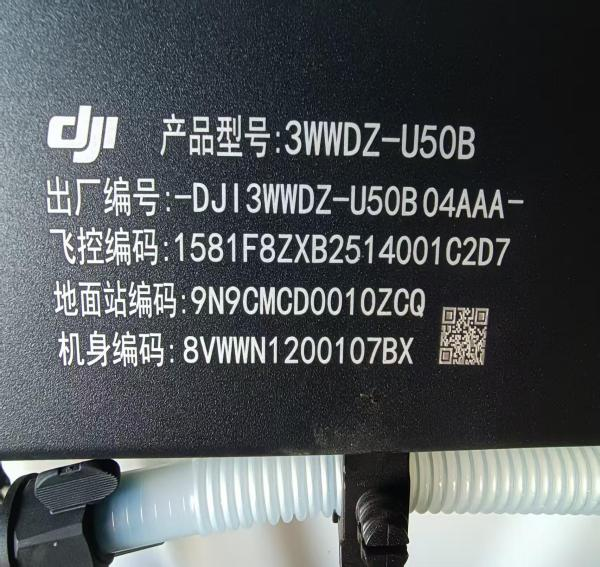 dji 产品型号:3WWDZ-U50B
出厂编号:-DJI3WWDZ-U50B04AAA-
飞控编码:1581F8ZXB2514001C2D7
地面站编码:9N9CMCD0010ZCQ
机身编码:8VWWN1200107BX